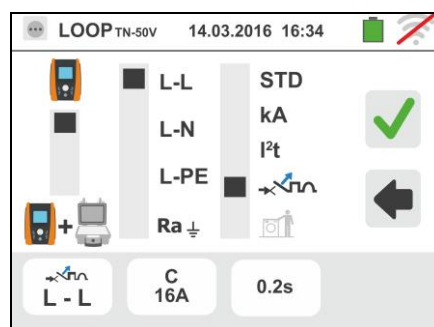 LOOP TN-50V 14.03.2016 16:34
L-L STD
L-N kA
I²t
L-PE
Ra
+
L - L
C
16A
0.2s